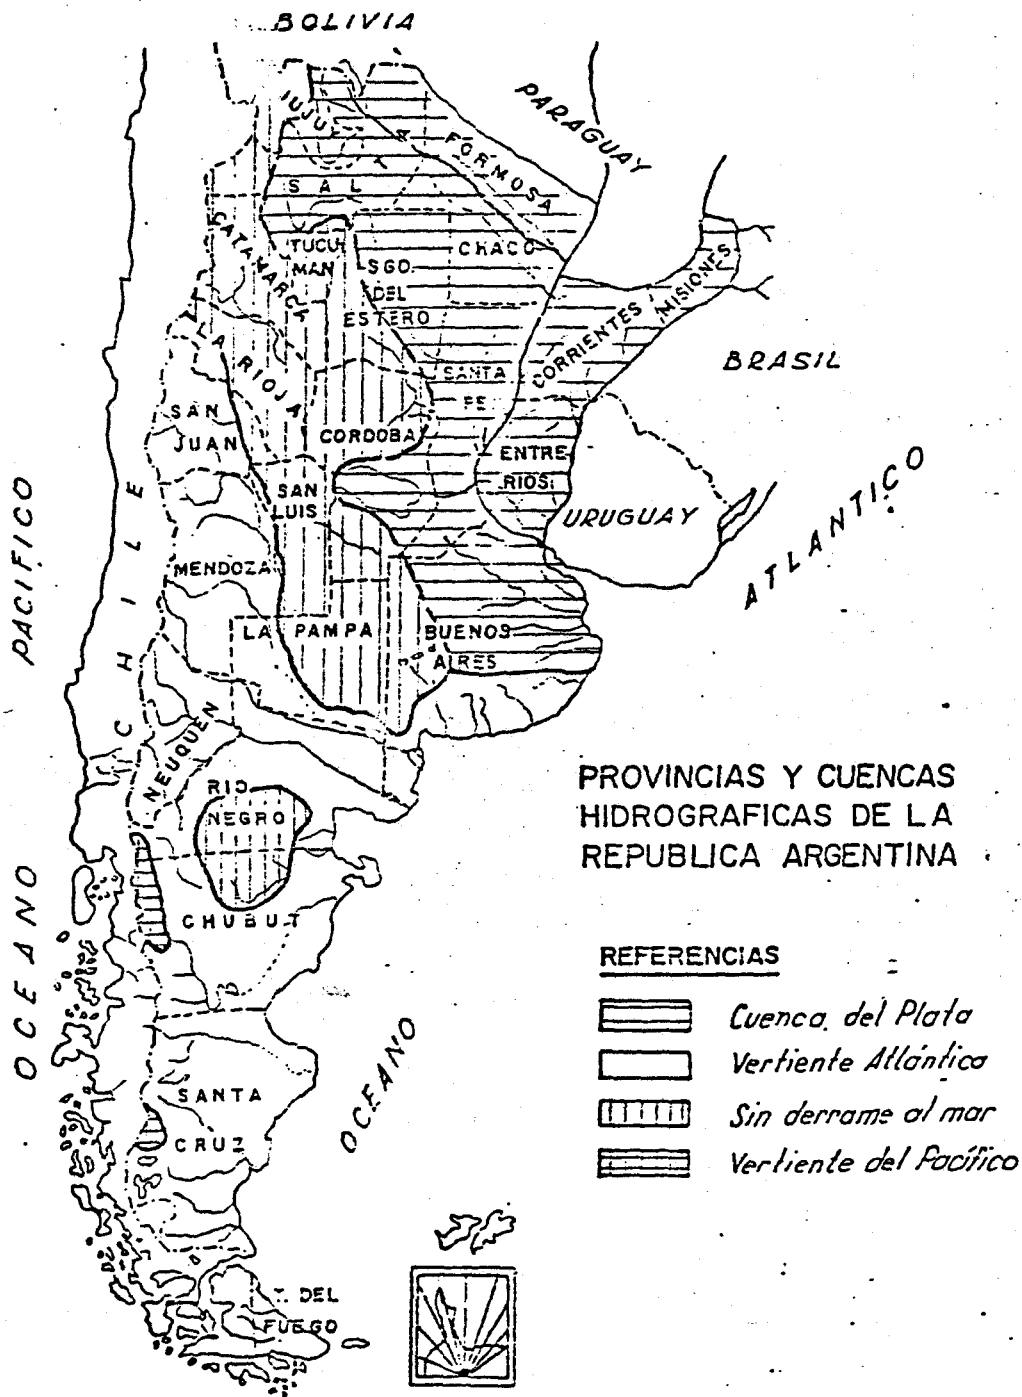 BOLIVIA
PARAGUAY
JUJUY
FORMOSA
SAL
T
A
CHACO
MISIONES
CATAMARCA
TUCU
MAN
SGO.
DEL
ESTERO
CORRIENTES
BRASIL
LA RIOJA
SANTA
FE
SAN
JUAN
CORDOBA
ENTRE
RIOS
SAN
LUIS
URUGUAY
ATLANTICO
PACIFICO
CHILE
MENDOZA
LA PAMPA
BUENOS
AIRES
NEUQUEN
RIO
NEGRO
PROVINCIAS Y CUENCAS
HIDROGRAFICAS DE LA
REPUBLICA ARGENTINA
OCEANO
CHUBUT
REFERENCIAS
Cuenca del Plata
Vertiente Atlántica
Sin derrame al mar
Vertiente del Pacífico
OCEANO
SANTA
CRUZ
T. DEL
FUEGO